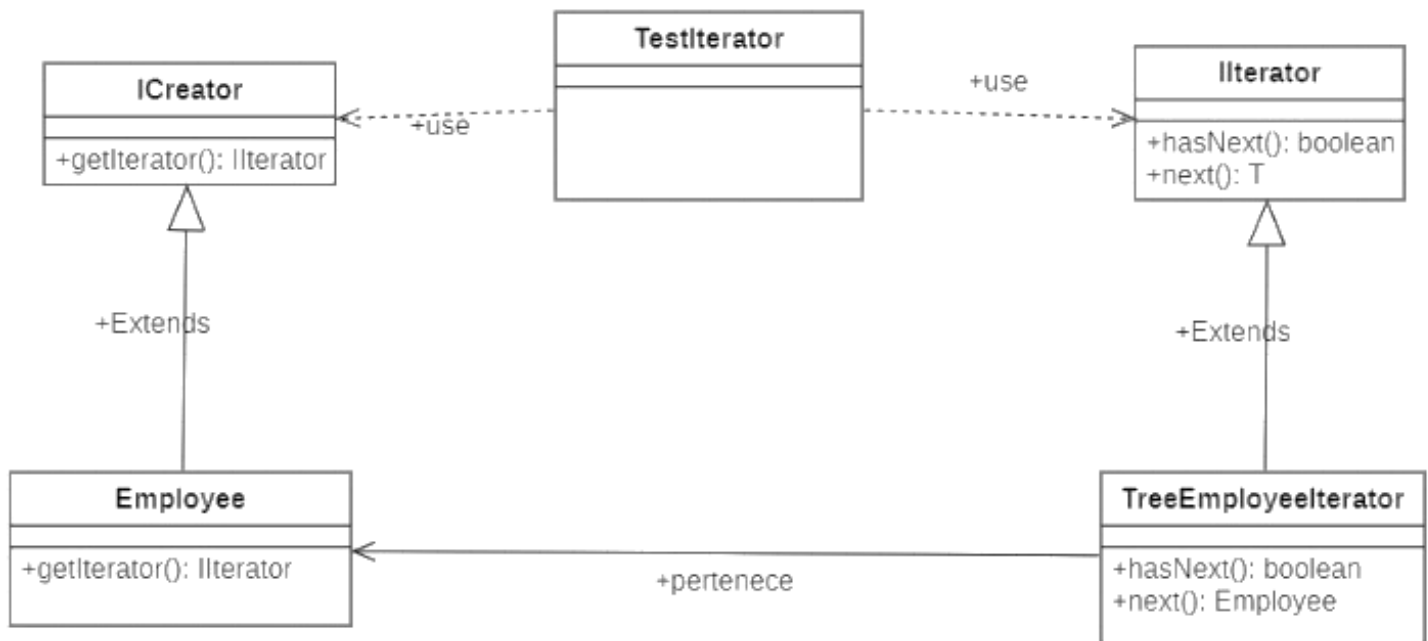 TestIterator
ICreator
IIterator
+use
+use
+getIterator(): IIterator
+hasNext(): boolean
+next(): T
+Extends
+Extends
Employee
TreeEmployeeIterator
+getIterator(): IIterator
+hasNext(): boolean
+pertenece
+next(): Employee